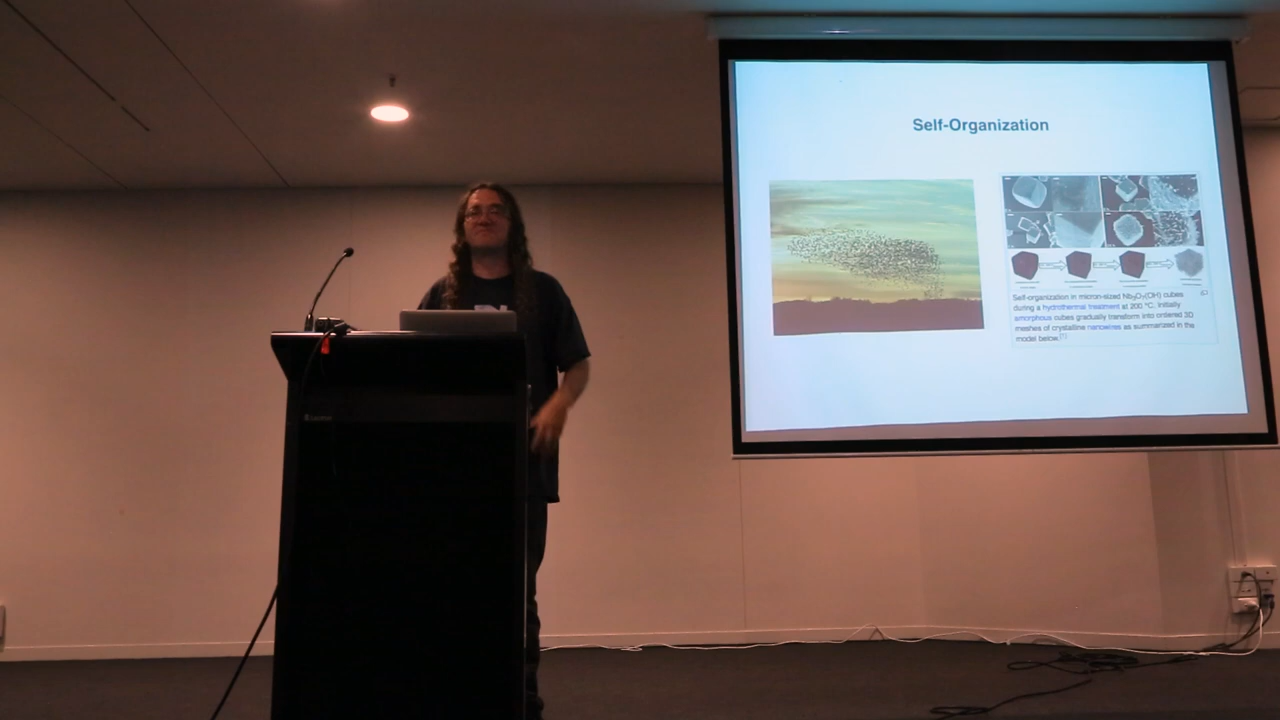 Self-Organization
Self-organization in micron-sized Nb₃O₇(OH) cubes
during a hydrothermal treatment at 200 °C. Initially
amorphous cubes gradually transform into ordered 3D
meshes of crystalline nanowires as summarized in the
model below.[1]